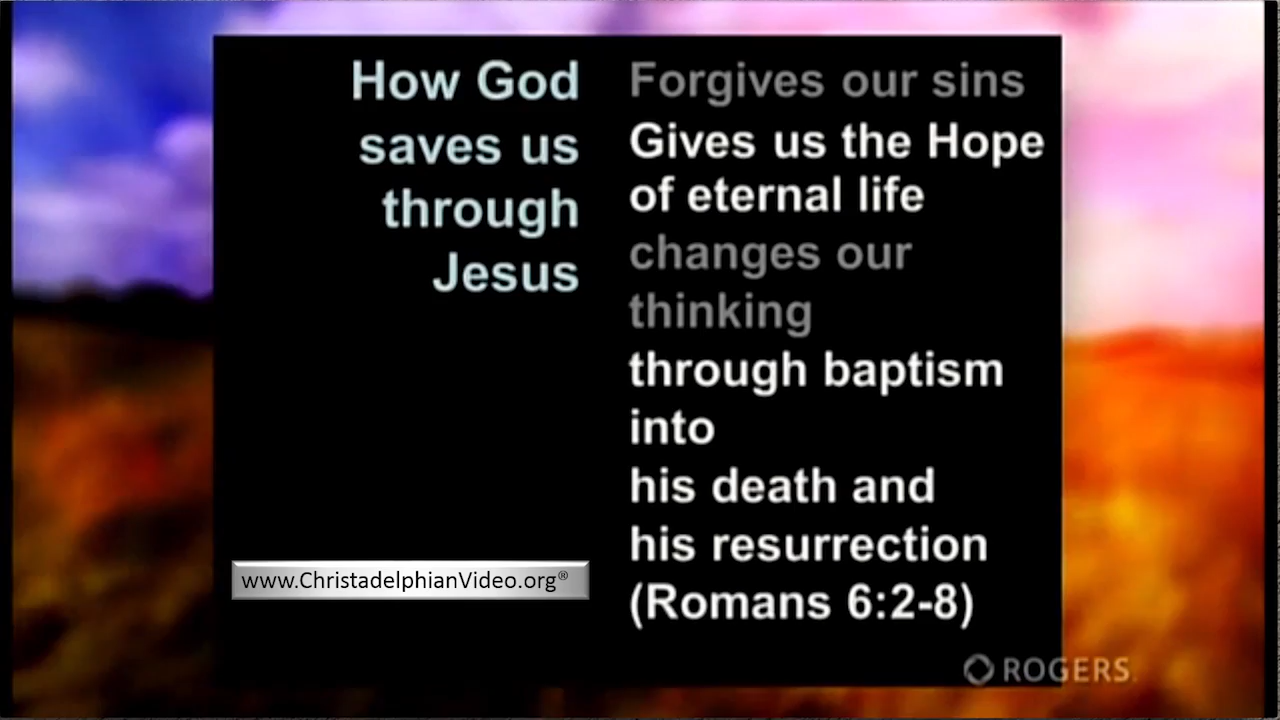 How God
saves us
through
Jesus
Forgives our sins
Gives us the Hope
of eternal life
changes our
thinking
through baptism
into
his death and
his resurrection
(Romans 6:2-8)
www.ChristadelphianVideo.org®
ROGERS